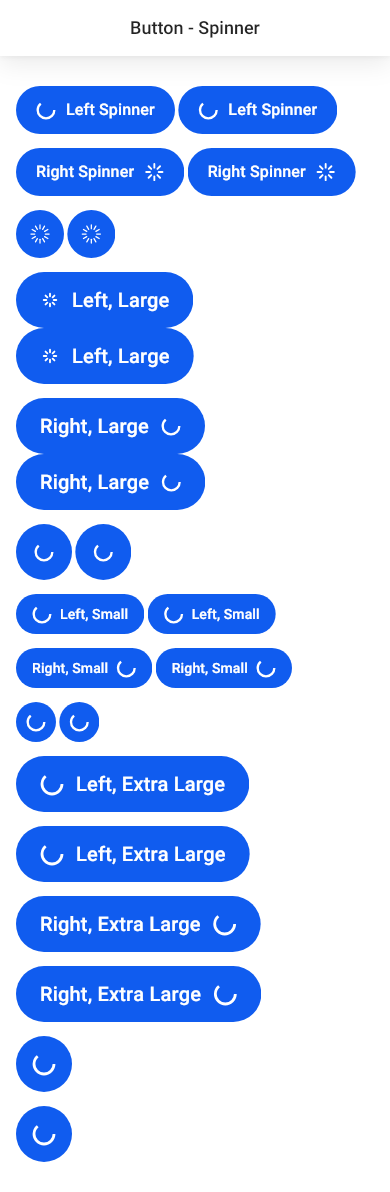 Button - Spinner
Left Spinner Left Spinner
Right Spinner Right Spinner
Left, Large
Left, Large
Right, Large
Right, Large
Left, Small Left, Small
Right, Small Right, Small
Left, Extra Large
Left, Extra Large
Right, Extra Large
Right, Extra Large